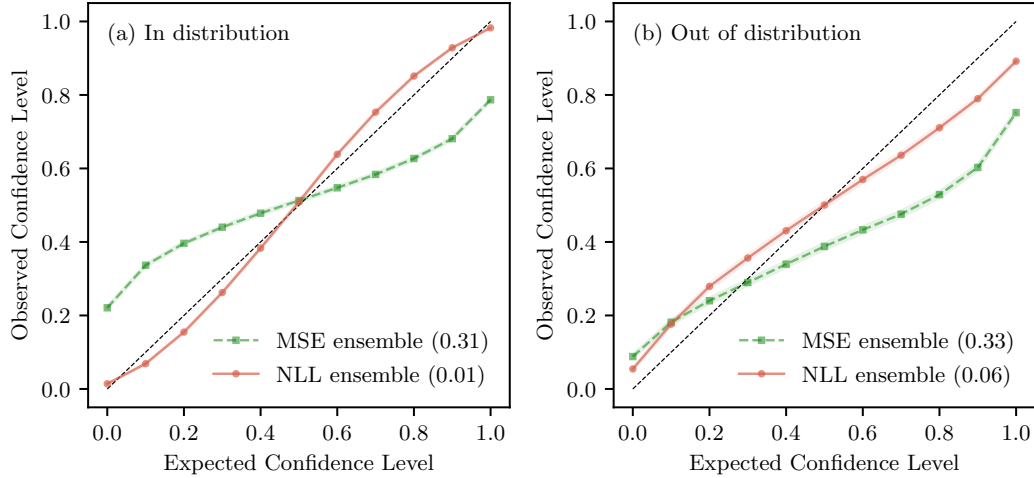 (a) In distribution
1.0
0.8
0.6
0.4
0.2
0.0
Observed Confidence Level
MSE ensemble (0.31)
NLL ensemble (0.01)
0.0 0.2 0.4 0.6 0.8 1.0
Expected Confidence Level
(b) Out of distribution
1.0
0.8
0.6
0.4
0.2
0.0
Observed Confidence Level
MSE ensemble (0.33)
NLL ensemble (0.06)
0.0 0.2 0.4 0.6 0.8 1.0
Expected Confidence Level